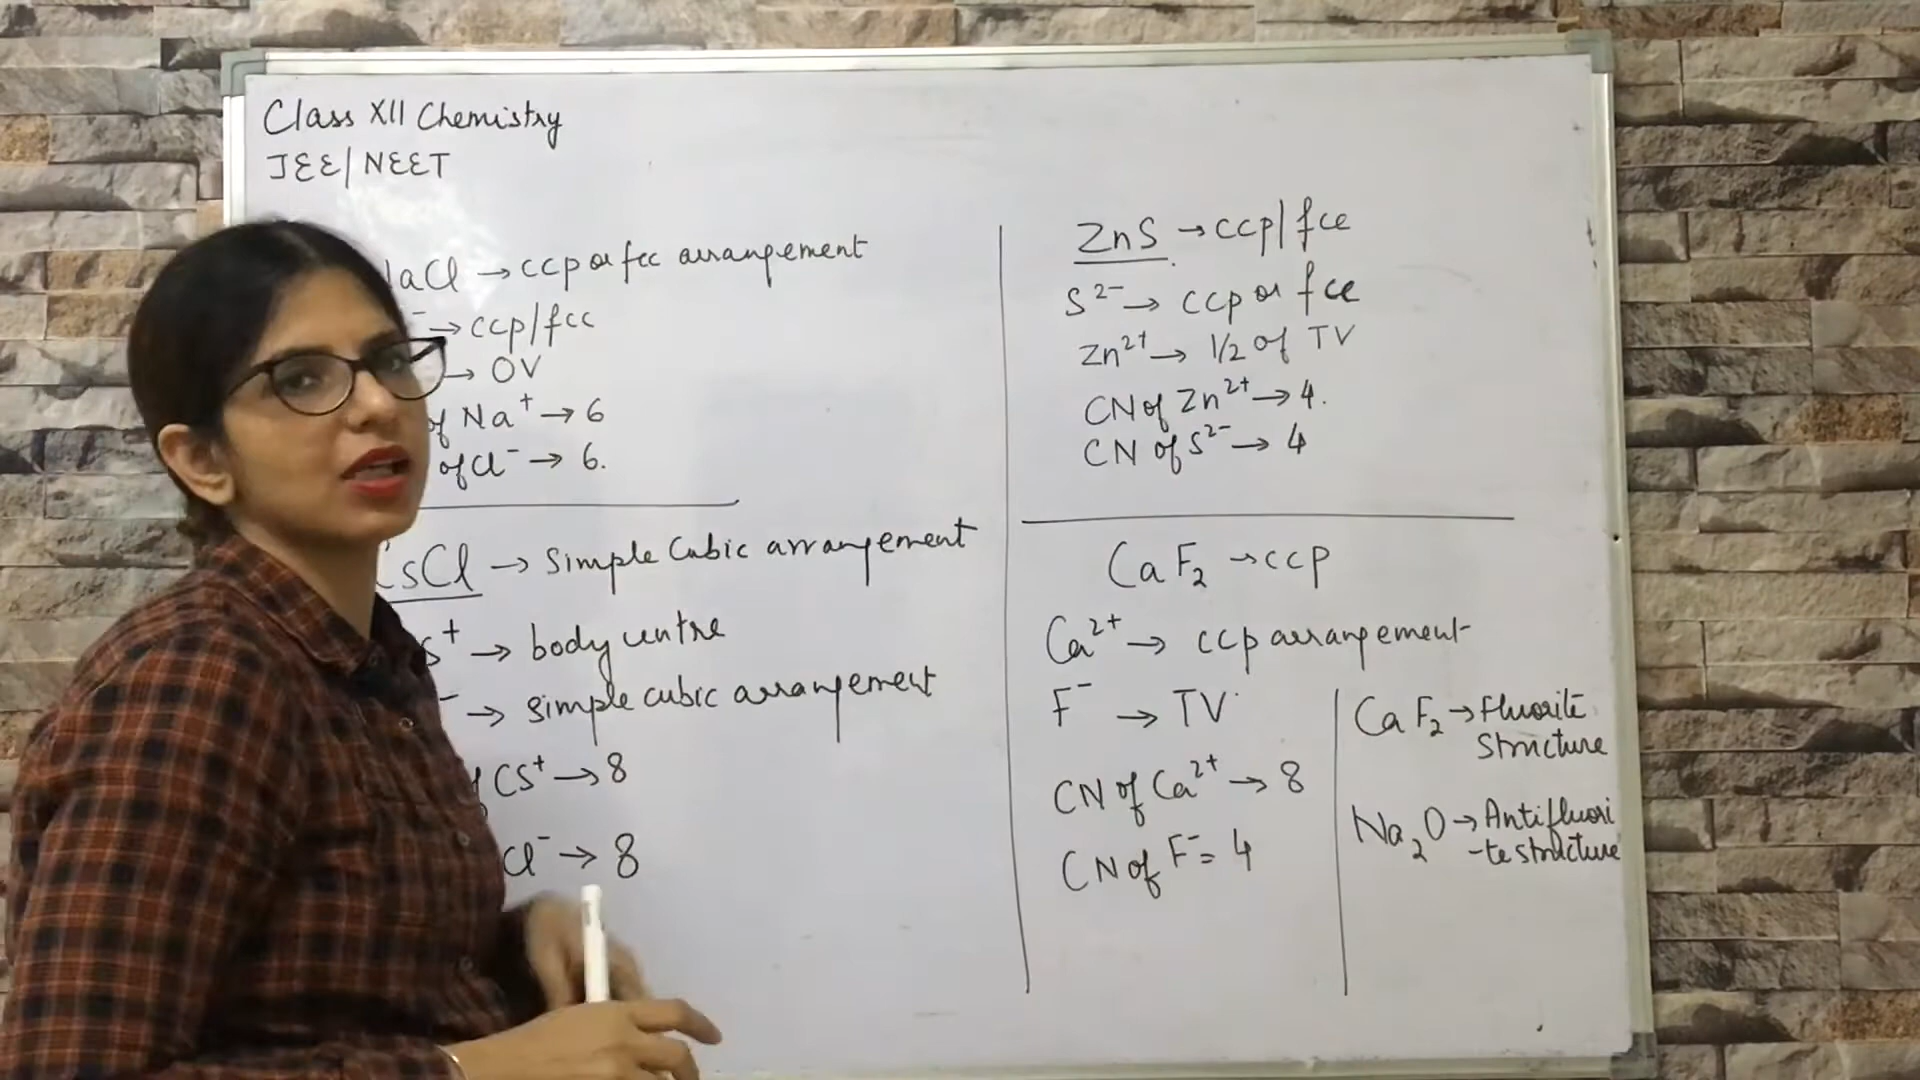 Class XII Chemistry
JEE/NEET
aCl → ccp or fcc arrangement
⁻ → ccp/fcc
→ OV
of Na⁺ → 6
of Cl⁻ → 6.
CsCl → Simple Cubic arrangement
s⁺ → body centre
⁻ → simple cubic arrangement
f CS⁺ → 8
Cl⁻ → 8
ZnS → ccp/fcc
S²⁻ → ccp or fcc
Zn²⁺ → 1/2 of TV
CN of Zn²⁺ → 4.
CN of S²⁻ → 4
CaF₂ → ccp
Ca²⁺ → ccp arrangement
F⁻ → TV
CN of Ca²⁺ → 8
CN of F⁻ = 4
CaF₂ → Fluorite
Structure
Na₂O → Antifluori
-te structure